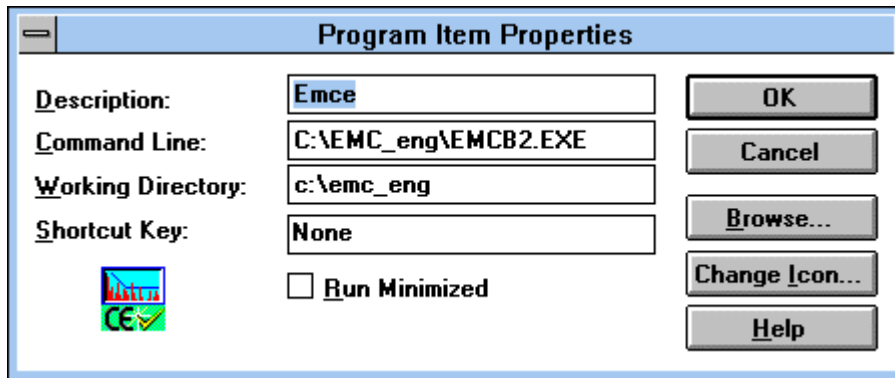 Program Item Properties
Description: Emce OK
Command Line: C:\EMC_eng\EMCB2.EXE Cancel
Working Directory: c:\emc_eng
Shortcut Key: None Browse...
Run Minimized Change Icon...
CE Help